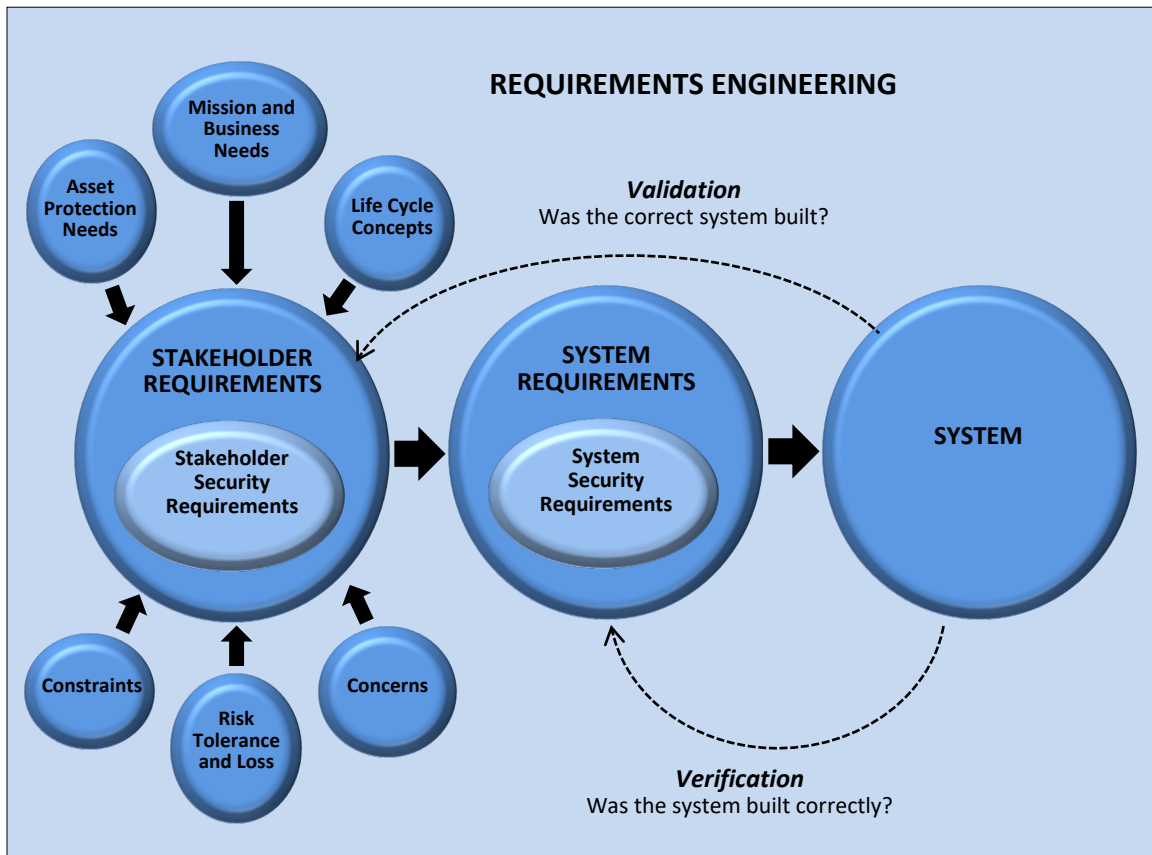 REQUIREMENTS ENGINEERING
Mission and
Business
Needs
Asset
Protection
Needs
Life Cycle
Concepts
Validation
Was the correct system built?
STAKEHOLDER
REQUIREMENTS
Stakeholder
Security
Requirements
SYSTEM
REQUIREMENTS
System
Security
Requirements
SYSTEM
Constraints
Risk
Tolerance
and Loss
Concerns
Verification
Was the system built correctly?